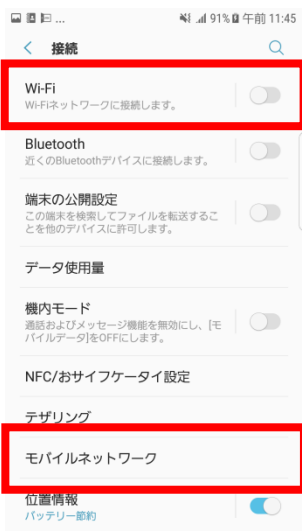 ... 91% 午前 11:45
接続
Wi-Fi
Wi-Fiネットワークに接続します。
Bluetooth
近くのBluetoothデバイスに接続します。
端末の公開設定
この端末を検索してファイルを転送するこ
とを他のデバイスに許可します。
データ使用量
機内モード
通話およびメッセージ機能を無効にし、[モ
バイルデータ]をOFFにします。
NFC/おサイフケータイ設定
テザリング
モバイルネットワーク
位置情報
バッテリー節約